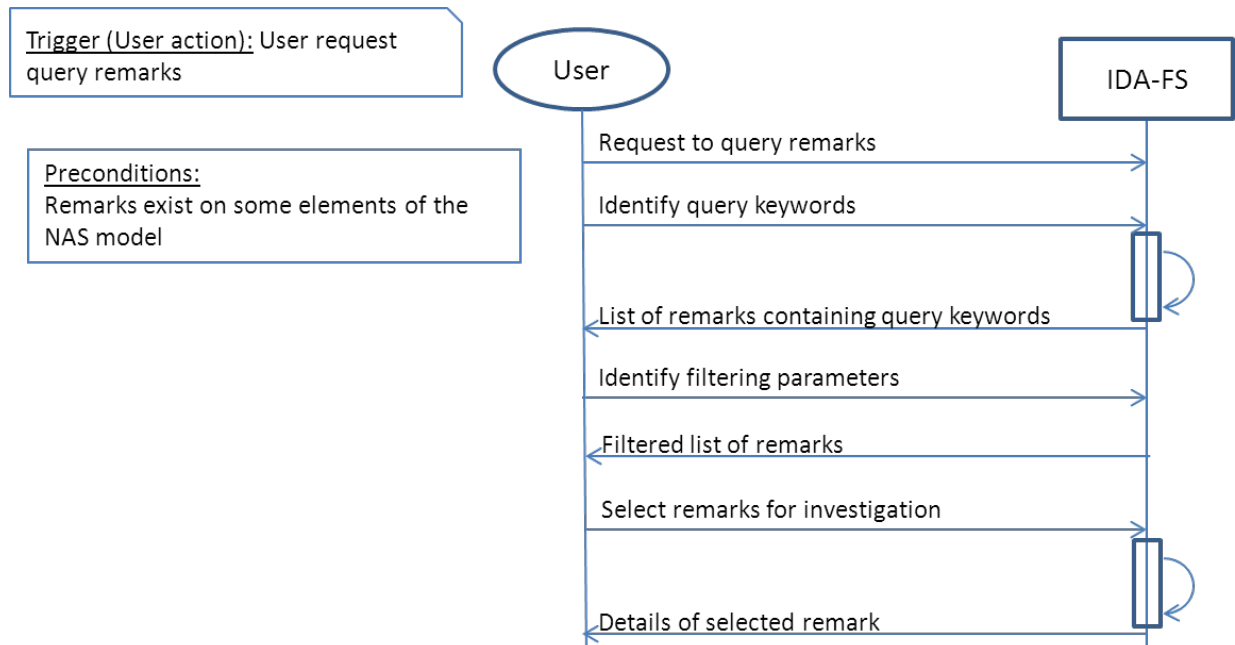 Trigger (User action): User request
query remarks
User
IDA-FS
Preconditions:
Remarks exist on some elements of the
NAS model
Request to query remarks
Identify query keywords
List of remarks containing query keywords
Identify filtering parameters
Filtered list of remarks
Select remarks for investigation
Details of selected remark